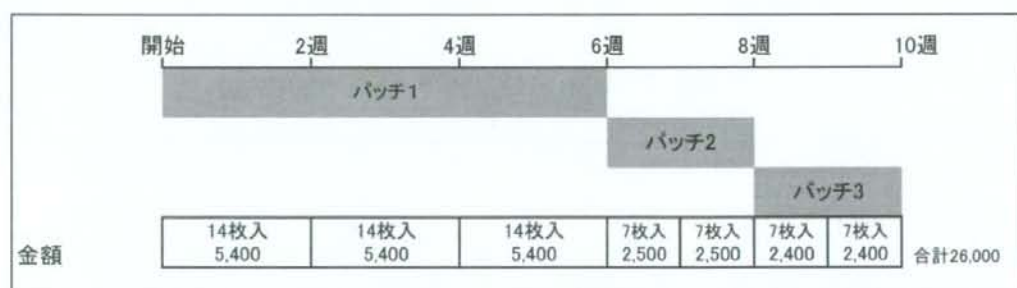 開始 2週 4週 6週 8週 10週
パッチ1
パッチ2
パッチ3
14枚入 14枚入 14枚入 7枚入 7枚入 7枚入 7枚入
金額 5,400 5,400 5,400 2,500 2,500 2,400 2,400 合計26,000